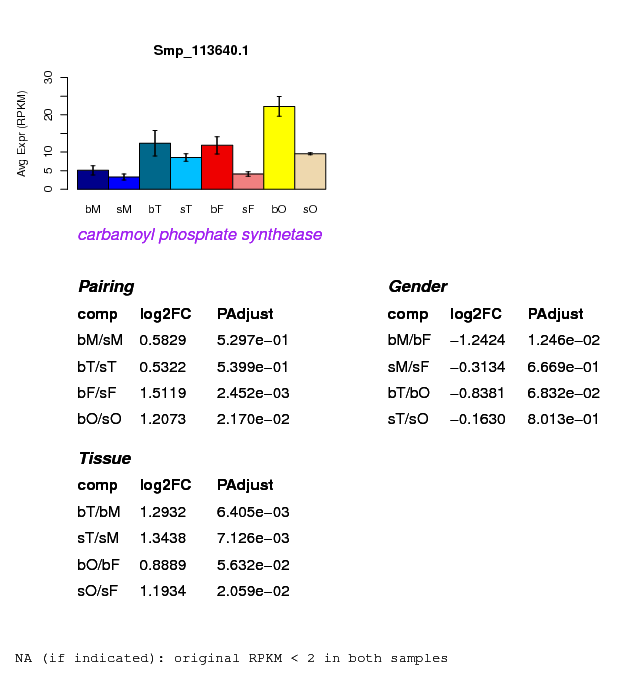 Smp_113640.1
Avg Expr (RPKM)
30
20
10
5
0
bM sM bT sT bF sF bO sO
carbamoyl phosphate synthetase
Pairing
comp log2FC PAdjust
bM/sM 0.5829 5.297e−01
bT/sT 0.5322 5.399e−01
bF/sF 1.5119 2.452e−03
bO/sO 1.2073 2.170e−02
Gender
comp log2FC PAdjust
bM/bF −1.2424 1.246e−02
sM/sF −0.3134 6.669e−01
bT/bO −0.8381 6.832e−02
sT/sO −0.1630 8.013e−01
Tissue
comp log2FC PAdjust
bT/bM 1.2932 6.405e−03
sT/sM 1.3438 7.126e−03
bO/bF 0.8889 5.632e−02
sO/sF 1.1934 2.059e−02
NA (if indicated): original RPKM < 2 in both samples